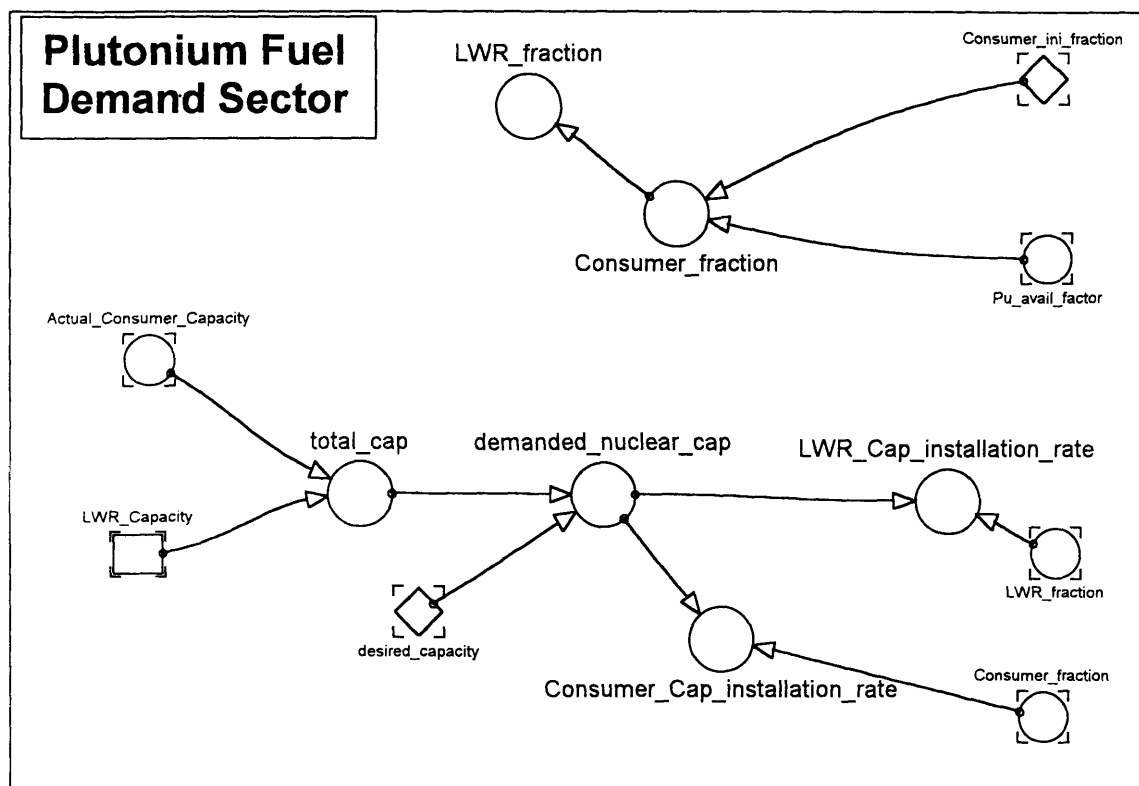 Plutonium Fuel
Demand Sector
LWR_fraction
Consumer_ini_fraction
Consumer_fraction
Pu_avail_factor
Actual_Consumer_Capacity
total_cap
demanded_nuclear_cap
LWR_Cap_installation_rate
LWR_Capacity
LWR_fraction
desired_capacity
Consumer_Cap_installation_rate
Consumer_fraction